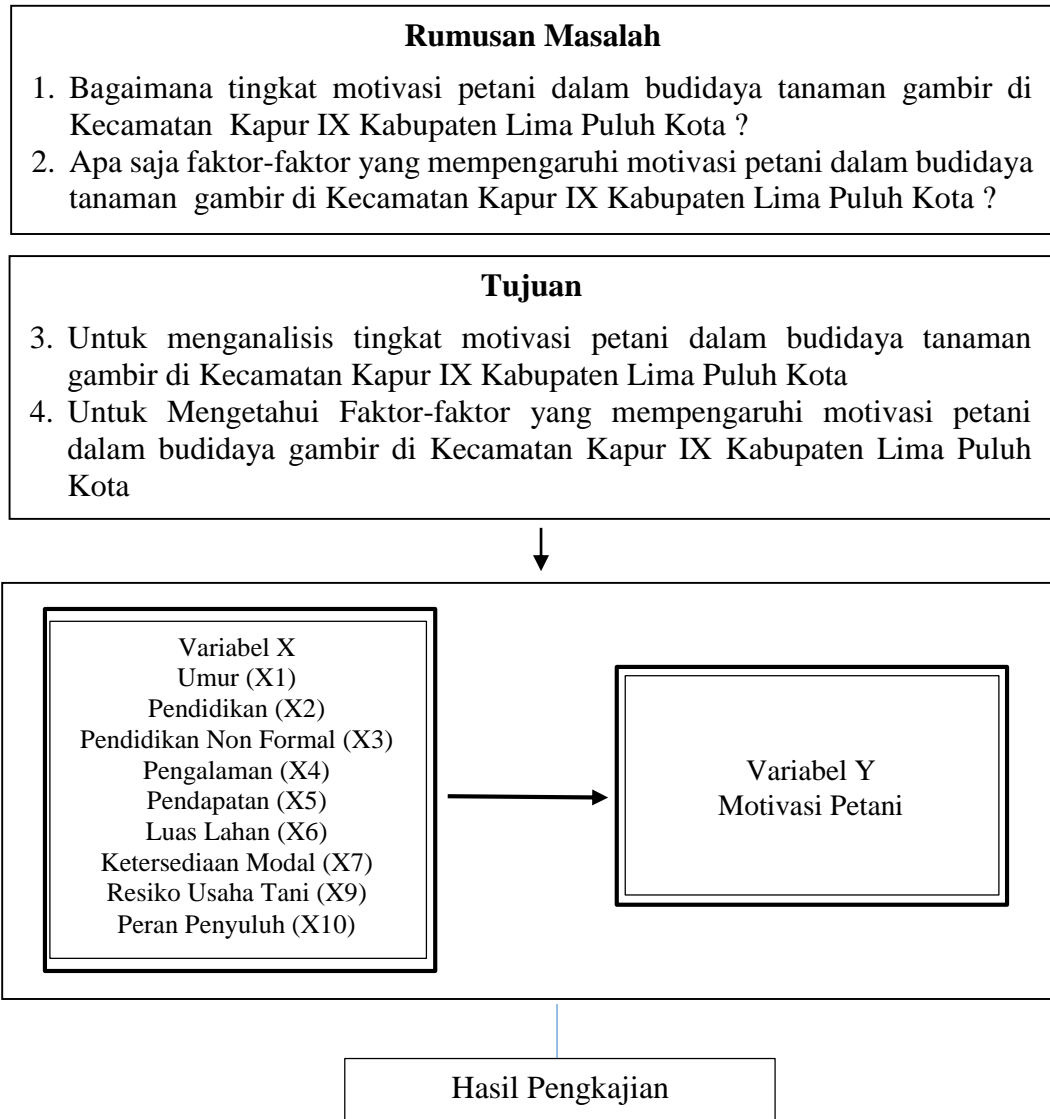 Rumusan Masalah
1. Bagaimana tingkat motivasi petani dalam budidaya tanaman gambir di
Kecamatan Kapur IX Kabupaten Lima Puluh Kota ?
2. Apa saja faktor-faktor yang mempengaruhi motivasi petani dalam budidaya
tanaman gambir di Kecamatan Kapur IX Kabupaten Lima Puluh Kota ?
Tujuan
3. Untuk menganalisis tingkat motivasi petani dalam budidaya tanaman
gambir di Kecamatan Kapur IX Kabupaten Lima Puluh Kota
4. Untuk Mengetahui Faktor-faktor yang mempengaruhi motivasi petani
dalam budidaya gambir di Kecamatan Kapur IX Kabupaten Lima Puluh
Kota
Variabel X
Umur (X1)
Pendidikan (X2)
Pendidikan Non Formal (X3)
Pengalaman (X4)
Pendapatan (X5)
Luas Lahan (X6)
Ketersediaan Modal (X7)
Resiko Usaha Tani (X9)
Peran Penyuluh (X10)
Variabel Y
Motivasi Petani
Hasil Pengkajian